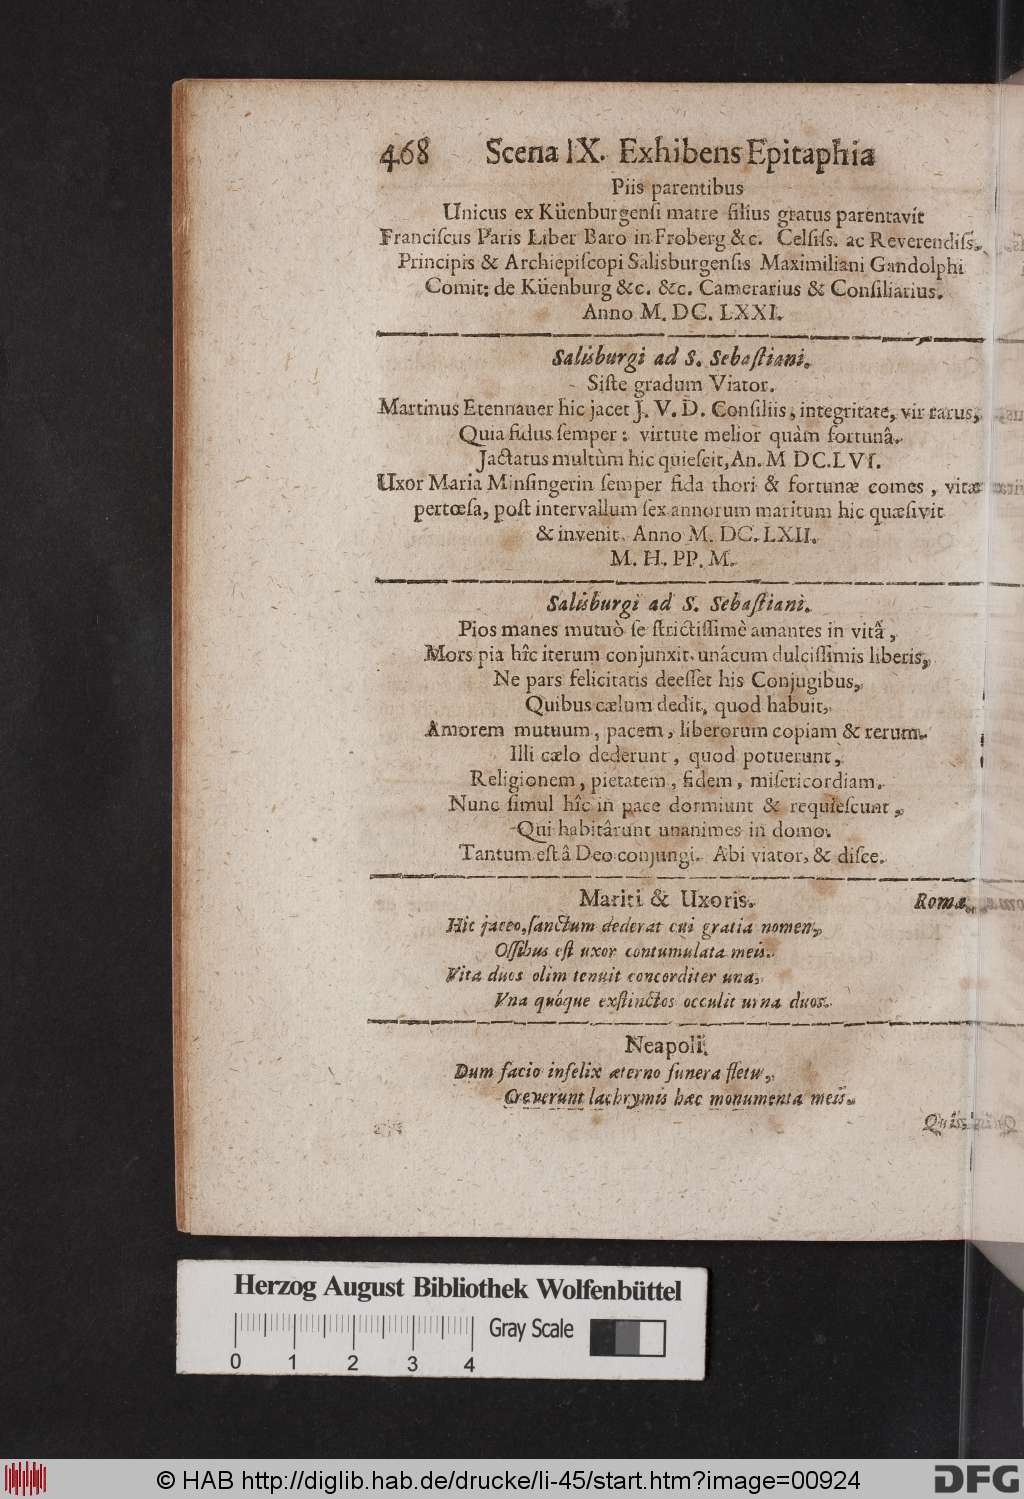 468 Scena IX. Exhibens Epitaphia
Piis parentibus
Unicus ex Küenburgensi matre filius gratus parentavit
Franciscus Paris Liber Baro in Froberg &c. Celsiss. ac Reverendiss.
Principis & Archiepiscopi Salisburgensis Maximiliani Gandolphi
Comit: de Küenburg &c. &c. Camerarius & Consiliarius.
Anno M. DC. LXXI.
Salisburgi ad S. Sebastiani.
Siste gradum Viator.
Martinus Etennauer hic jacet J. V. D. Consiliis, integritate, vir rarus,
Quia fidus semper: virtute melior quàm fortunâ.
Jactatus multùm hic quiescit, An. M DC. LVI.
Uxor Maria Minsingerin semper fida thori & fortunæ comes, vitæ
pertœsa, post intervallum sex annorum maritum hic quæsivit
& invenit. Anno M. DC. LXII.
M. H. PP. M.
Salisburgi ad S. Sebastiani.
Pios manes mutuò se strictissimè amantes in vitâ,
Mors pia hîc iterum conjunxit. unácum dulcissimis liberis,
Ne pars felicitatis deesset his Conjugibus,
Quibus cælum dedit, quod habuit,
Amorem mutuum, pacem, liberorum copiam & rerum.
Illi cælo dederunt, quod potuerunt,
Religionem, pietatem, fidem, misericordiam.
Nunc simul hîc in pace dormiunt & requiescunt,
Qui habitârunt unanimes in domo.
Tantum est â Deo conjungi. Abi viator, & disce.
Mariti & Uxoris. Romæ.
Hic jaceo, sanctum dederat cui gratia nomen,
Ossibus est uxor contumulata meis.
Vita duos olim tenuit concorditer una,
Vna quóque exstinctos occulit urna duos.
Neapoli.
Dum facio infelix æterno funera fletu,
Creverunt lachrymis hæc monumenta meis.
Quis
Herzog August Bibliothek Wolfenbüttel
Gray Scale
0 1 2 3 4
© HAB http://diglib.hab.de/drucke/li-45/start.htm?image=00924
DFG